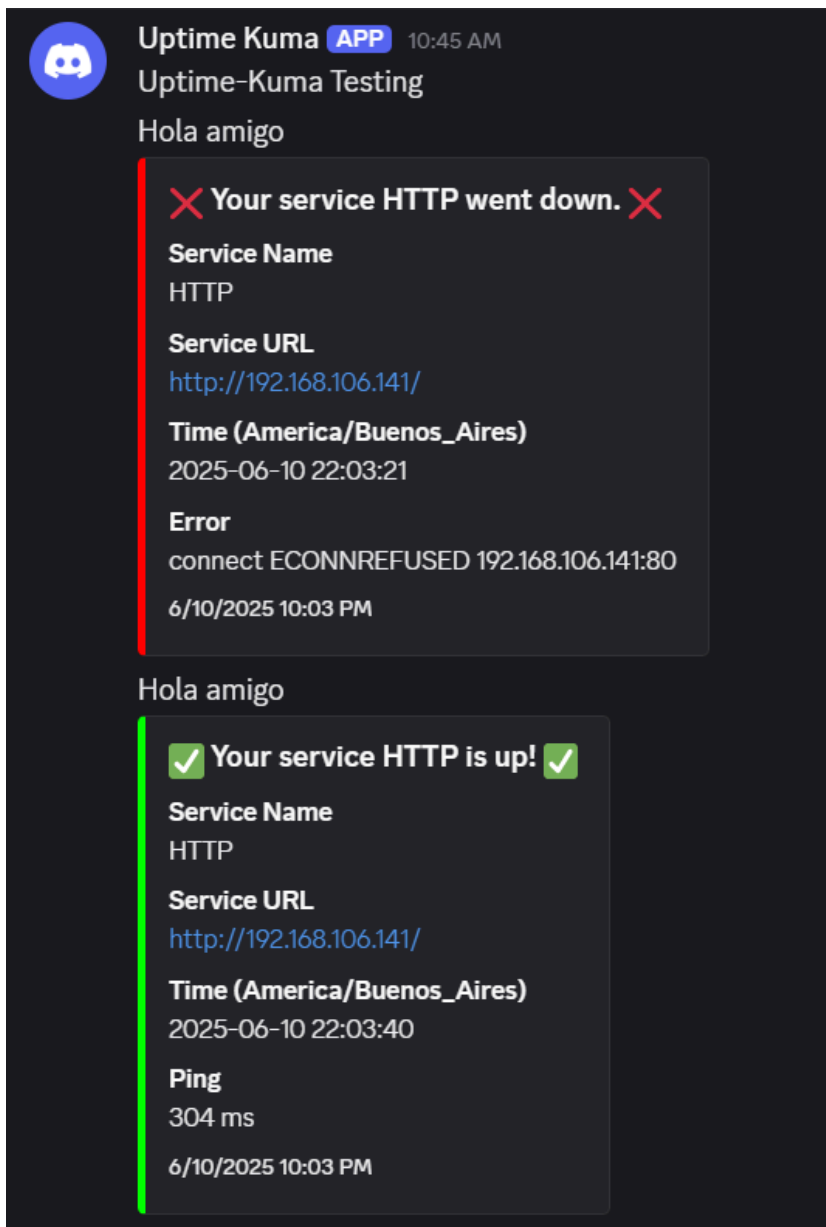 Uptime Kuma APP 10:45 AM
Uptime-Kuma Testing
Hola amigo
❌ Your service HTTP went down. ❌
Service Name
HTTP
Service URL
http://192.168.106.141/
Time (America/Buenos_Aires)
2025-06-10 22:03:21
Error
connect ECONNREFUSED 192.168.106.141:80
6/10/2025 10:03 PM
Hola amigo
✅ Your service HTTP is up! ✅
Service Name
HTTP
Service URL
http://192.168.106.141/
Time (America/Buenos_Aires)
2025-06-10 22:03:40
Ping
304 ms
6/10/2025 10:03 PM